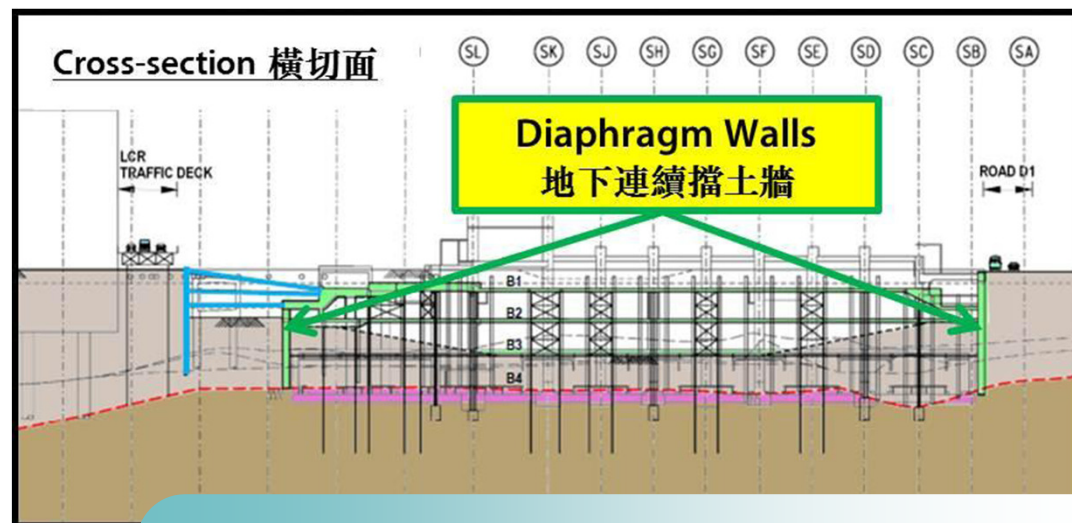 Cross-section 橫切面
SL SK SJ SH SG SF SE SD SC SB SA
Diaphragm Walls
地下連續擋土牆
LCR
TRAFFIC DECK
ROAD D1
B1
B2
B3
B4